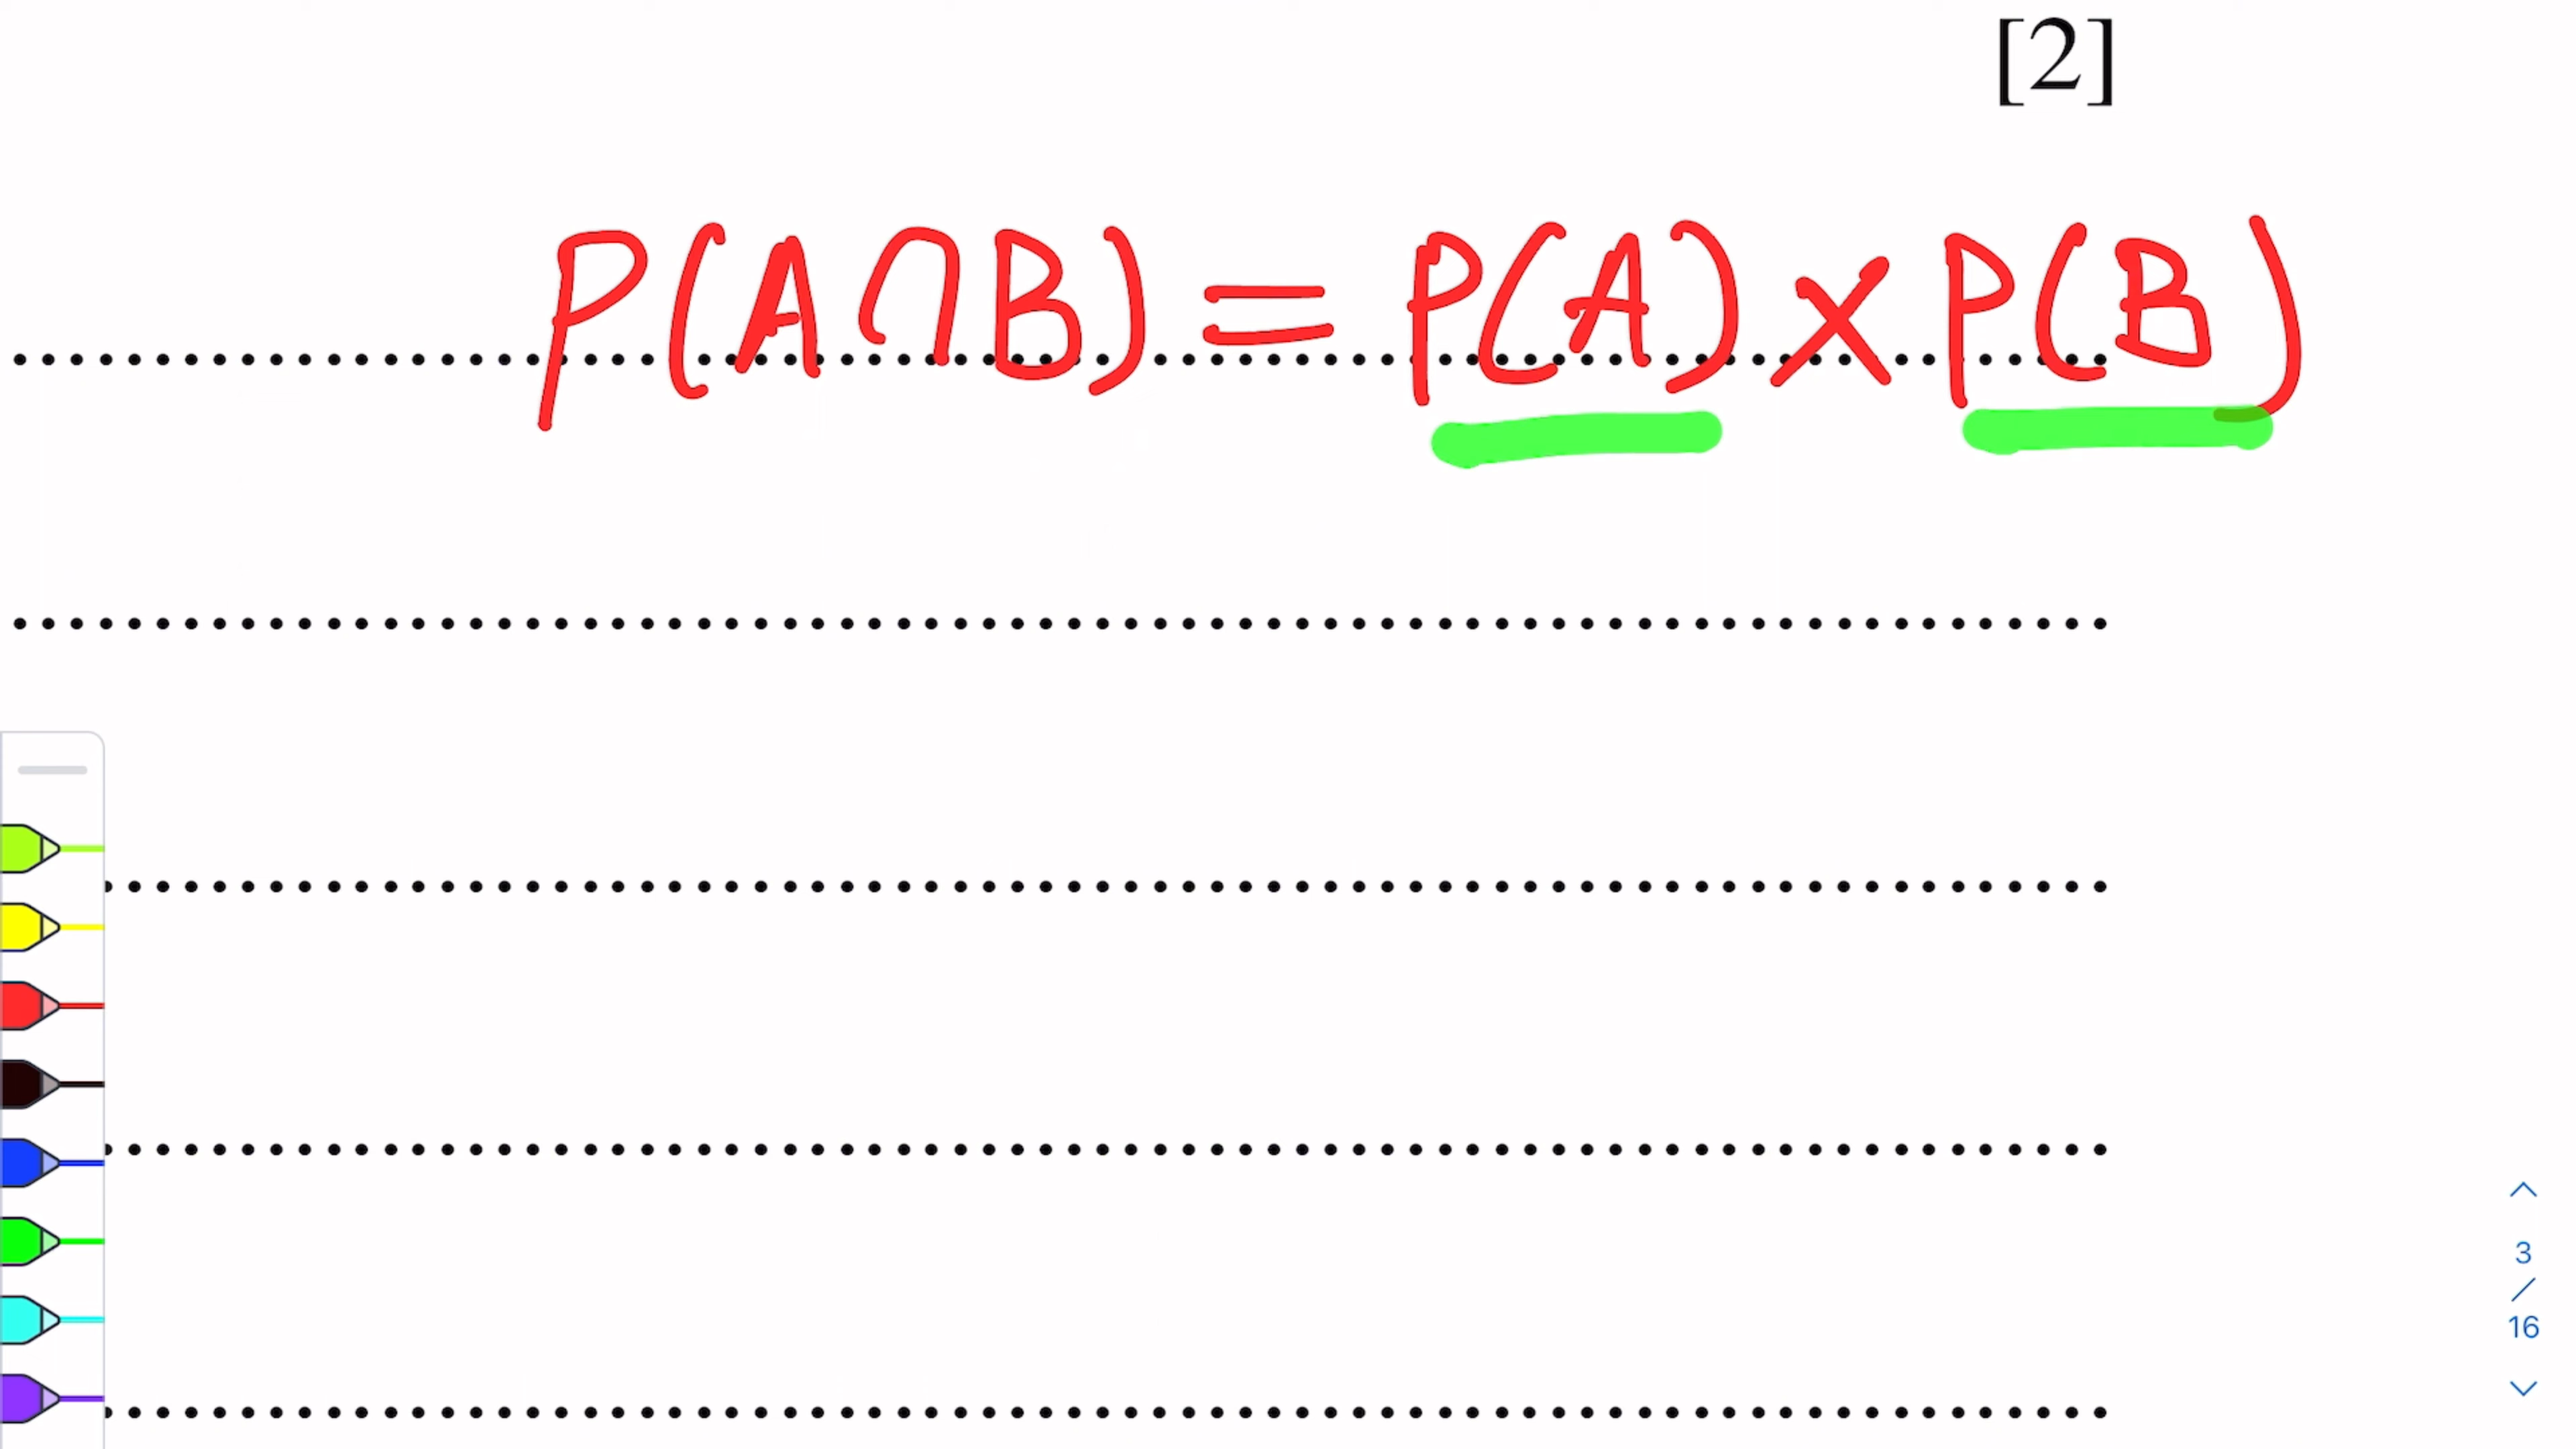 [2]
P(A∩B) = P(A) × P(B)
3
/
16